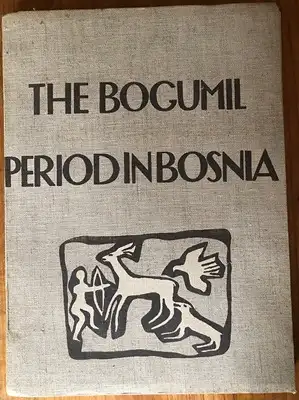 THE BOGUMIL
PERIOD IN BOSNIA